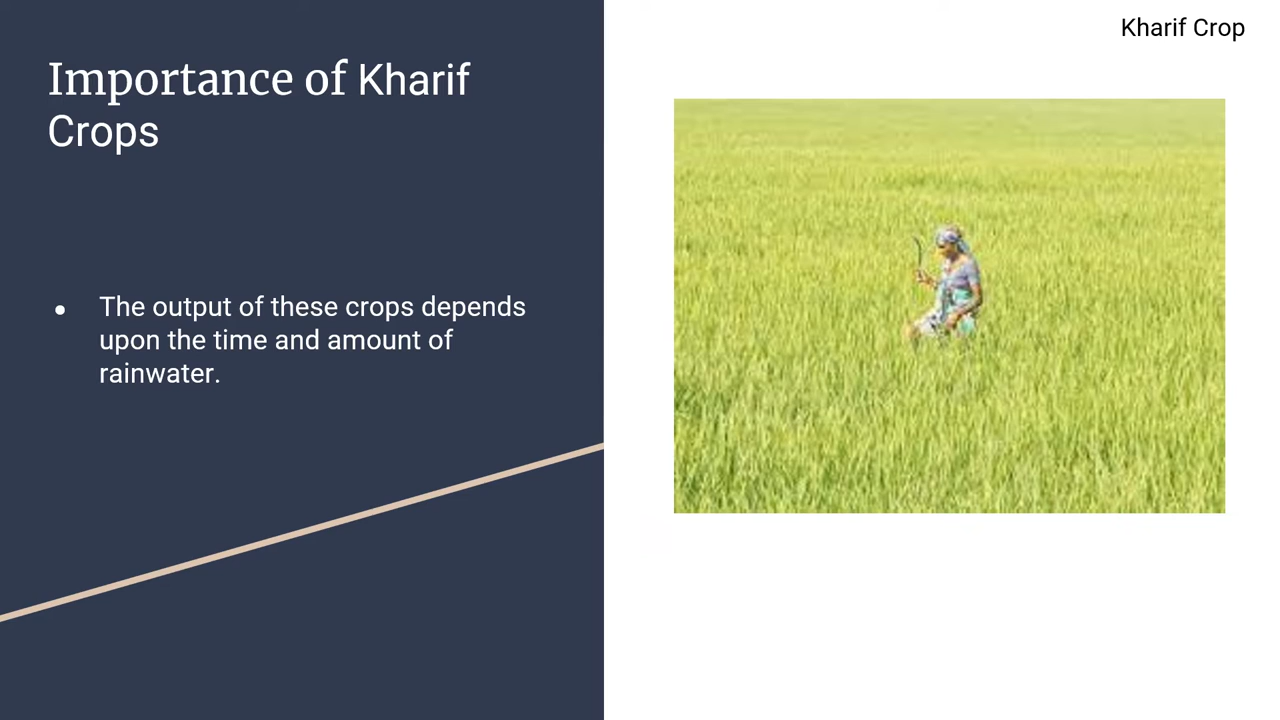 Kharif Crop
Importance of Kharif
Crops
● The output of these crops depends
upon the time and amount of
rainwater.